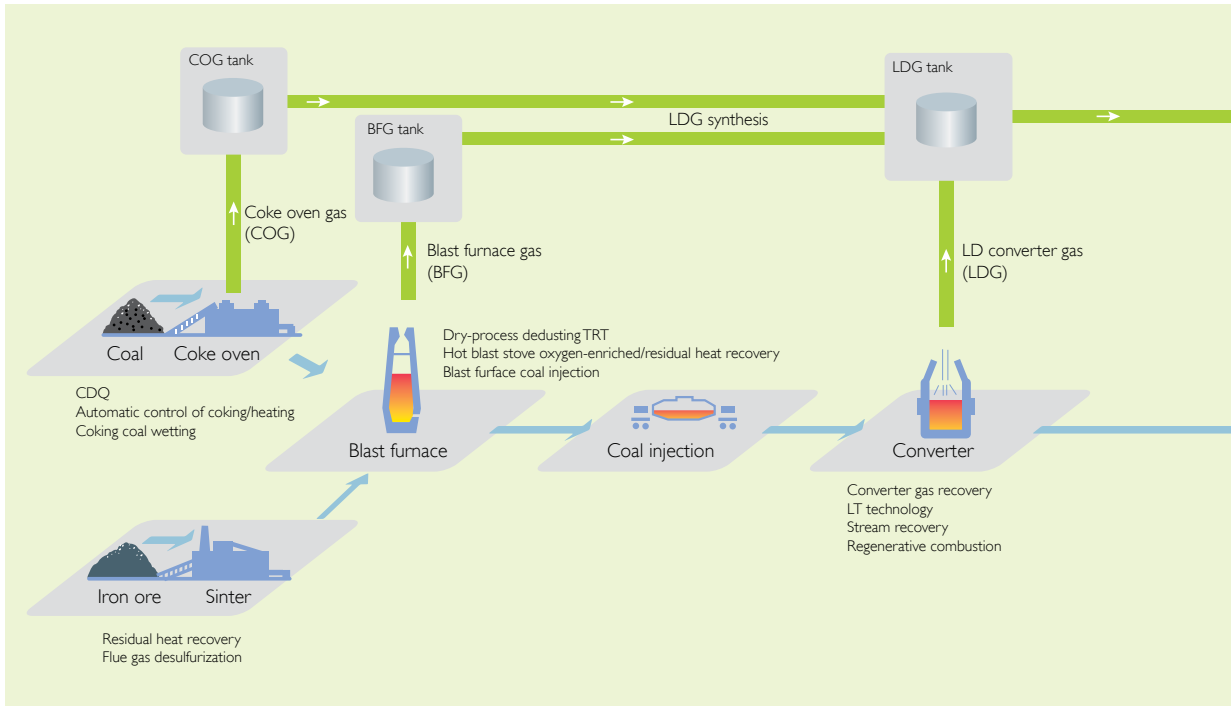 COG tank
LDG tank
BFG tank
LDG synthesis
Coke oven gas
(COG)
Blast furnace gas
(BFG)
LD converter gas
(LDG)
Coal
Coke oven
CDQ
Automatic control of coking/heating
Coking coal wetting
Dry-process dedusting TRT
Hot blast stove oxygen-enriched/residual heat recovery
Blast furface coal injection
Blast furnace
Coal injection
Converter
Converter gas recovery
LT technology
Stream recovery
Regenerative combustion
Iron ore
Sinter
Residual heat recovery
Flue gas desulfurization